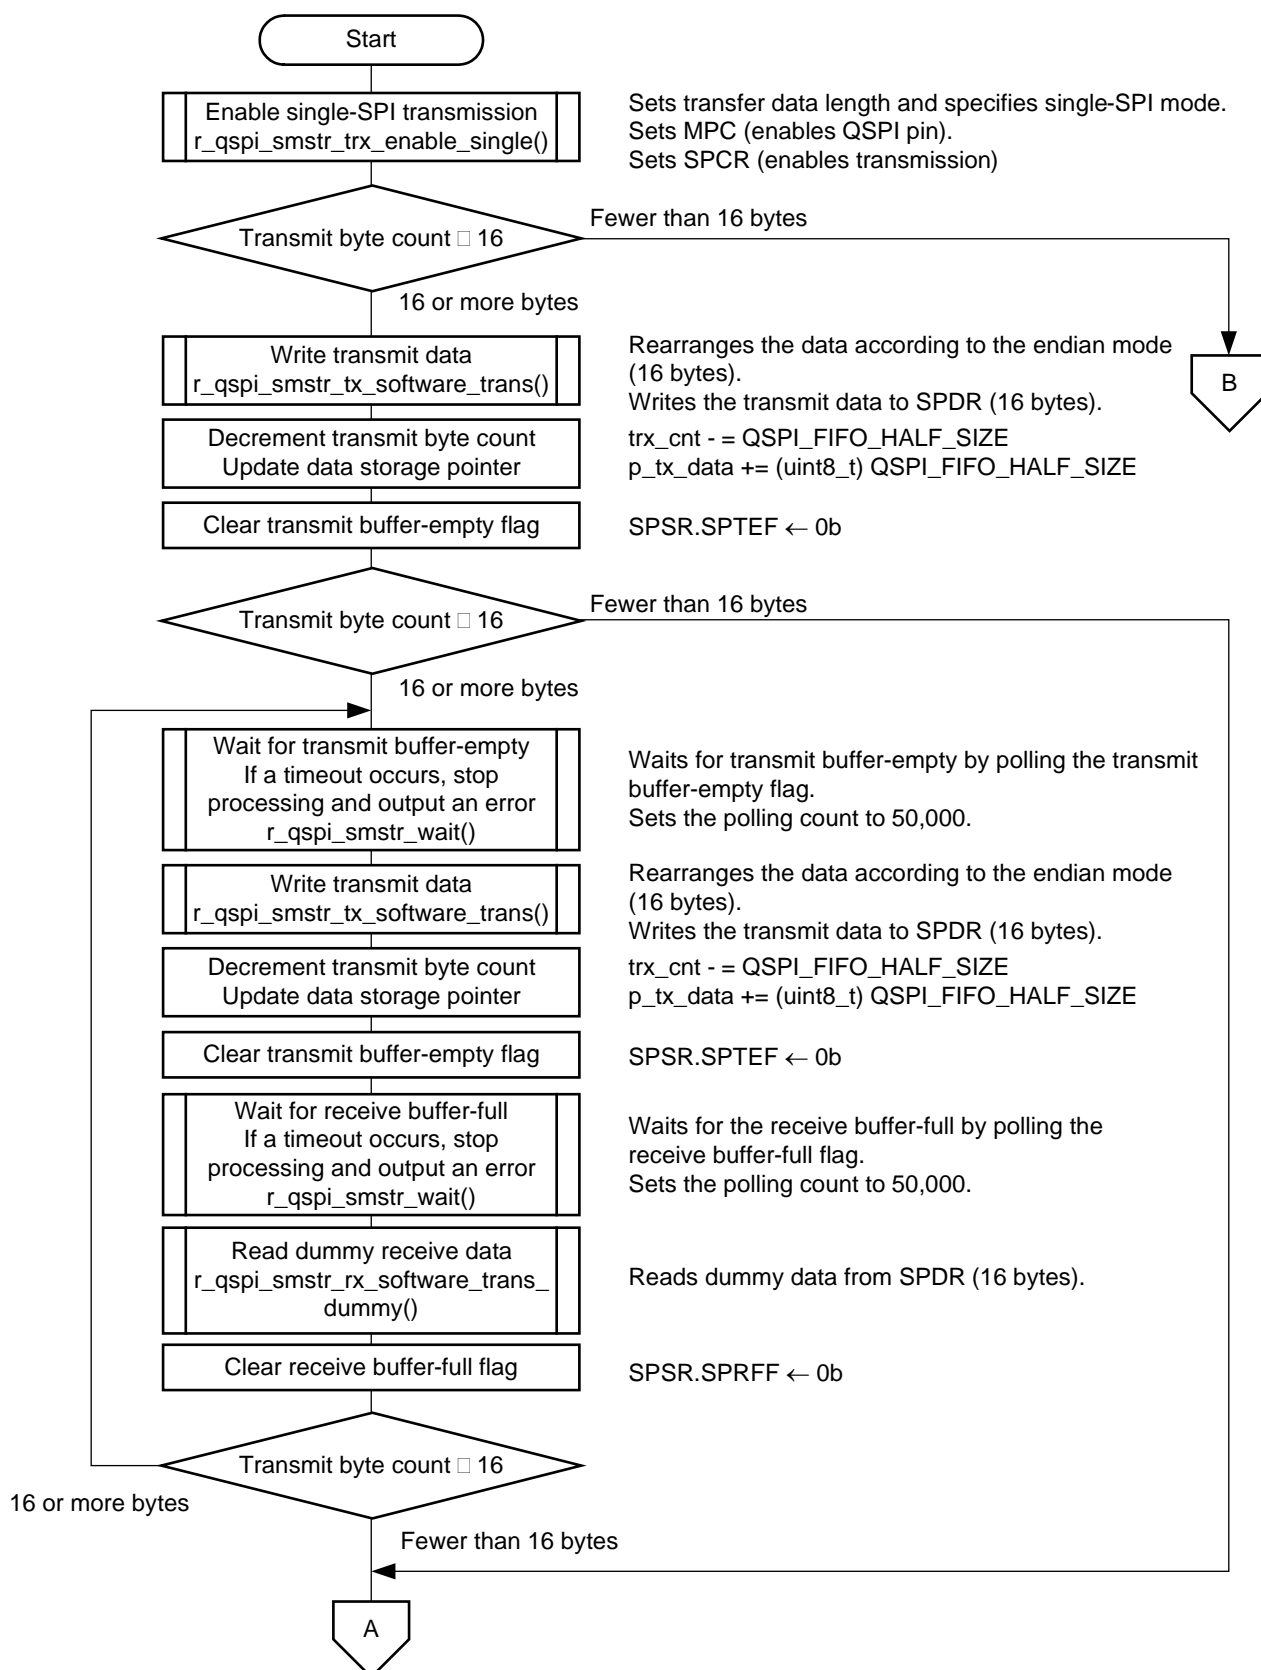 Start
Enable single-SPI transmission
r_qspi_smstr_trx_enable_single()
Sets transfer data length and specifies single-SPI mode.
Sets MPC (enables QSPI pin).
Sets SPCR (enables transmission)
Fewer than 16 bytes
Transmit byte count □ 16
16 or more bytes
Write transmit data
r_qspi_smstr_tx_software_trans()
Rearranges the data according to the endian mode
(16 bytes).
Writes the transmit data to SPDR (16 bytes).
B
Decrement transmit byte count
Update data storage pointer
trx_cnt - = QSPI_FIFO_HALF_SIZE
p_tx_data += (uint8_t) QSPI_FIFO_HALF_SIZE
Clear transmit buffer-empty flag
SPSR.SPTEF ← 0b
Fewer than 16 bytes
Transmit byte count □ 16
16 or more bytes
Wait for transmit buffer-empty
If a timeout occurs, stop
processing and output an error
r_qspi_smstr_wait()
Waits for transmit buffer-empty by polling the transmit
buffer-empty flag.
Sets the polling count to 50,000.
Write transmit data
r_qspi_smstr_tx_software_trans()
Rearranges the data according to the endian mode
(16 bytes).
Writes the transmit data to SPDR (16 bytes).
Decrement transmit byte count
Update data storage pointer
trx_cnt - = QSPI_FIFO_HALF_SIZE
p_tx_data += (uint8_t) QSPI_FIFO_HALF_SIZE
Clear transmit buffer-empty flag
SPSR.SPTEF ← 0b
Wait for receive buffer-full
If a timeout occurs, stop
processing and output an error
r_qspi_smstr_wait()
Waits for the receive buffer-full by polling the
receive buffer-full flag.
Sets the polling count to 50,000.
Read dummy receive data
r_qspi_smstr_rx_software_trans_
dummy()
Reads dummy data from SPDR (16 bytes).
Clear receive buffer-full flag
SPSR.SPRFF ← 0b
Transmit byte count □ 16
16 or more bytes
Fewer than 16 bytes
A